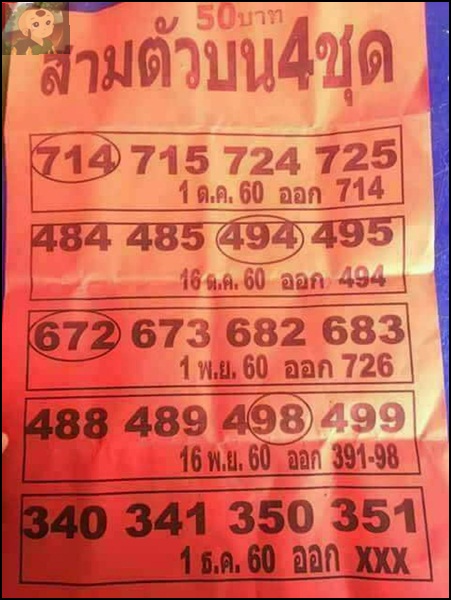 50บาท
สามตัวบน4ชุด
714 715 724 725
1 ต.ค. 60 ออก 714
484 485 494 495
16 ต.ค. 60 ออก 494
672 673 682 683
1 พ.ย. 60 ออก 726
488 489 498 499
16 พ.ย. 60 ออก 391-98
340 341 350 351
1 ธ.ค. 60 ออก xxx